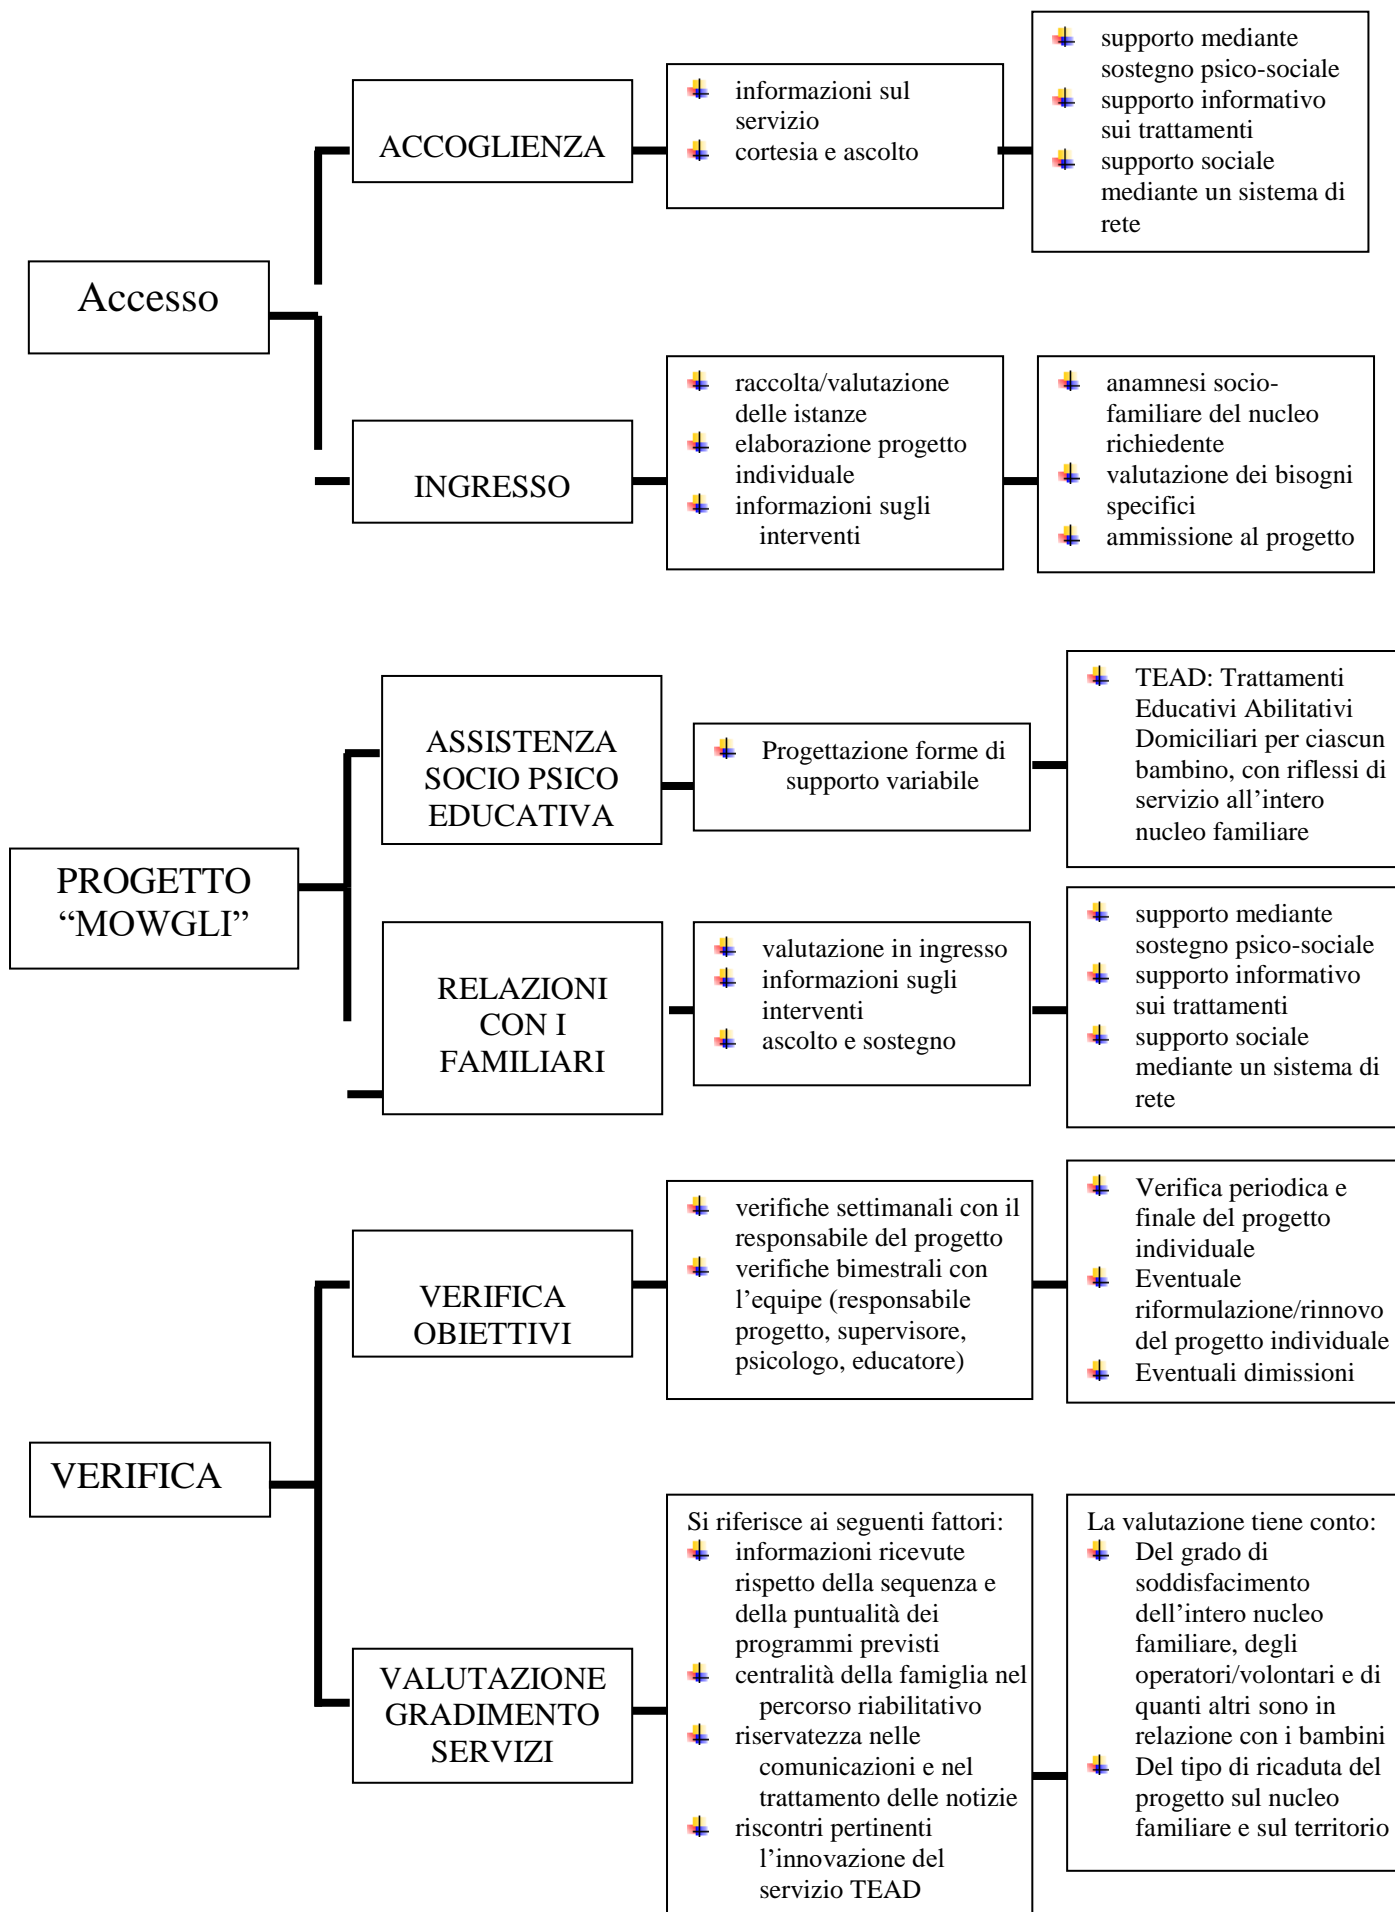 Accesso
ACCOGLIENZA
informazioni sul
servizio
cortesia e ascolto
supporto mediante
sostegno psico-sociale
supporto informativo
sui trattamenti
supporto sociale
mediante un sistema di
rete
INGRESSO
raccolta/valutazione
delle istanze
elaborazione progetto
individuale
informazioni sugli
interventi
anamnesi socio-
familiare del nucleo
richiedente
valutazione dei bisogni
specifici
ammissione al progetto
PROGETTO
“MOWGLI”
ASSISTENZA
SOCIO PSICO
EDUCATIVA
Progettazione forme di
supporto variabile
TEAD: Trattamenti
Educativi Abilitativi
Domiciliari per ciascun
bambino, con riflessi di
servizio all’intero
nucleo familiare
RELAZIONI
CON I
FAMILIARI
valutazione in ingresso
informazioni sugli
interventi
ascolto e sostegno
supporto mediante
sostegno psico-sociale
supporto informativo
sui trattamenti
supporto sociale
mediante un sistema di
rete
VERIFICA
VERIFICA
OBIETTIVI
verifiche settimanali con il
responsabile del progetto
verifiche bimestrali con
l’equipe (responsabile
progetto, supervisore,
psicologo, educatore)
Verifica periodica e
finale del progetto
individuale
Eventuale
riformulazione/rinnovo
del progetto individuale
Eventuali dimissioni
VALUTAZIONE
GRADIMENTO
SERVIZI
Si riferisce ai seguenti fattori:
informazioni ricevute
rispetto della sequenza e
della puntualità dei
programmi previsti
centralità della famiglia nel
percorso riabilitativo
riservatezza nelle
comunicazioni e nel
trattamento delle notizie
riscontri pertinenti
l’innovazione del
servizio TEAD
La valutazione tiene conto:
Del grado di
soddisfacimento
dell’intero nucleo
familiare, degli
operatori/volontari e di
quanti altri sono in
relazione con i bambini
Del tipo di ricaduta del
progetto sul nucleo
familiare e sul territorio